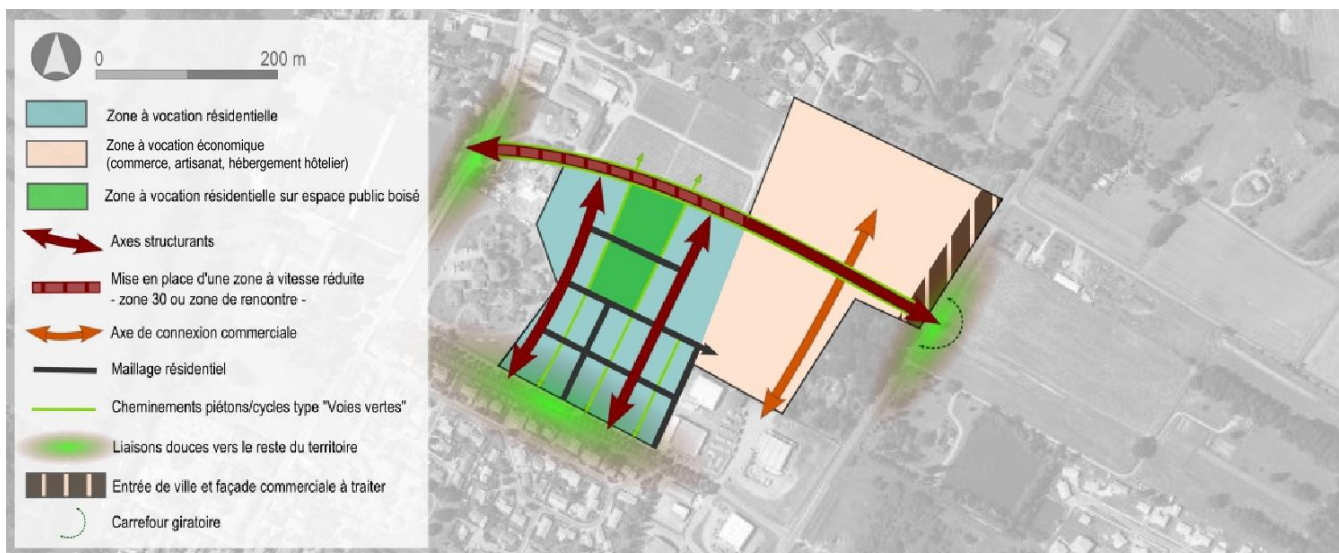 0 200 m
Zone à vocation résidentielle
Zone à vocation économique
(commerce, artisanat, hébergement hôtelier)
Zone à vocation résidentielle sur espace public boisé
Axes structurants
Mise en place d'une zone à vitesse réduite
- zone 30 ou zone de rencontre -
Axe de connexion commerciale
Maillage résidentiel
Cheminements piétons/cycles type "Voies vertes"
Liaisons douces vers le reste du territoire
Entrée de ville et façade commerciale à traiter
Carrefour giratoire